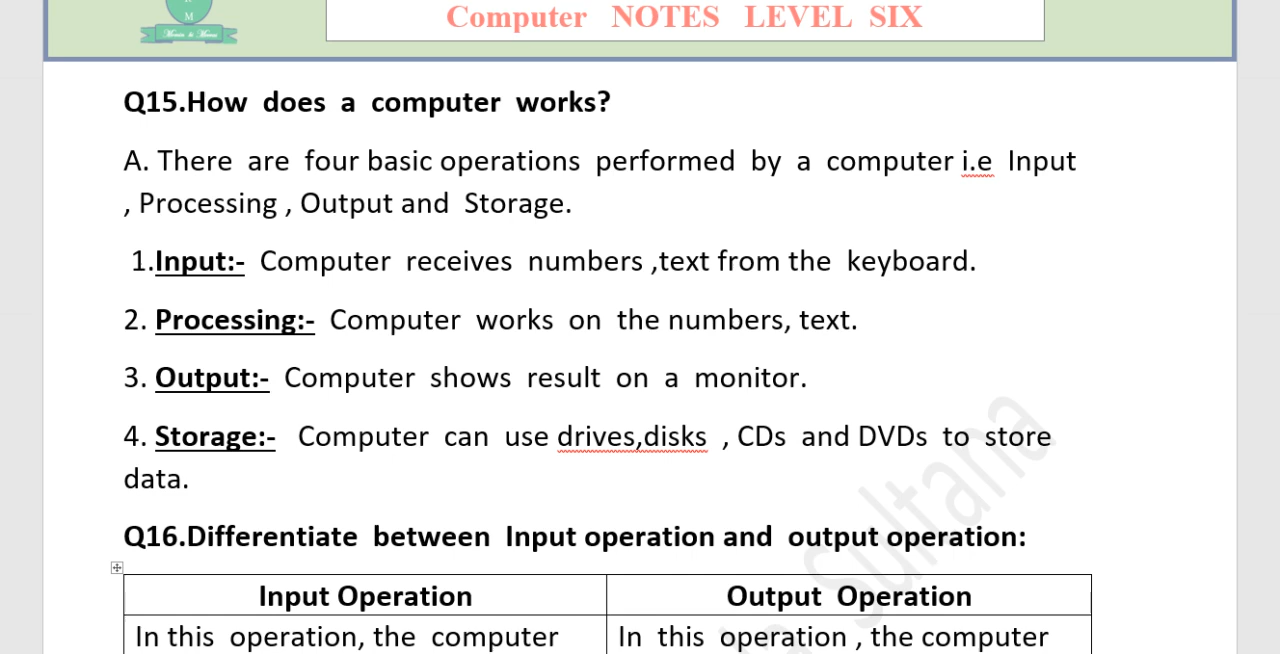 M
Computer NOTES LEVEL SIX
Q15.How does a computer works?
A. There are four basic operations performed by a computer i.e Input
, Processing , Output and Storage.
1.Input:- Computer receives numbers ,text from the keyboard.
2. Processing:- Computer works on the numbers, text.
3. Output:- Computer shows result on a monitor.
4. Storage:- Computer can use drives,disks , CDs and DVDs to store
data.
Q16.Differentiate between Input operation and output operation:
Input Operation Output Operation
In this operation, the computer In this operation , the computer
sultana